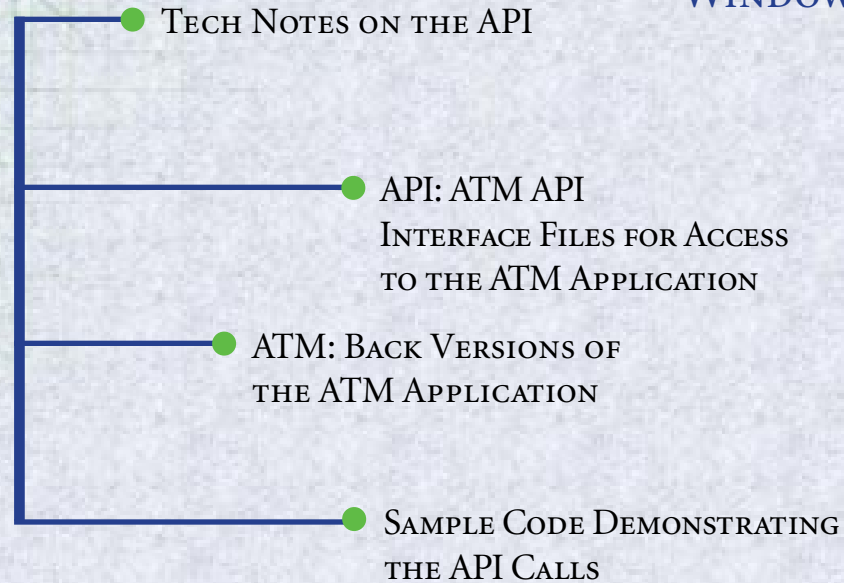 WINDOW
TECH NOTES ON THE API
API: ATM API
INTERFACE FILES FOR ACCESS
TO THE ATM APPLICATION
ATM: BACK VERSIONS OF
THE ATM APPLICATION
SAMPLE CODE DEMONSTRATING
THE API CALLS